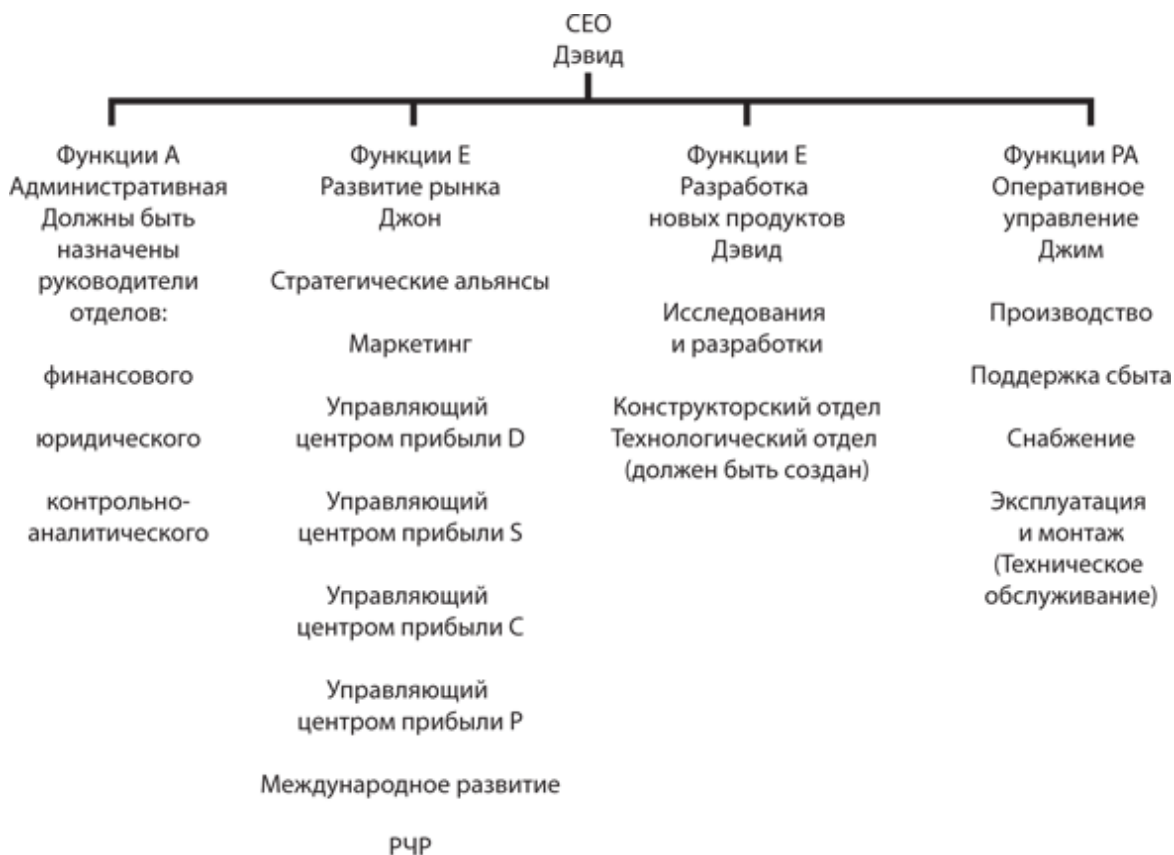 CEO
Дэвид
Функции A
Административная
Должны быть
назначены
руководители
отделов:
финансового
юридического
контрольно-
аналитического
Функции E
Развитие рынка
Джон
Стратегические альянсы
Маркетинг
Управляющий
центром прибыли D
Управляющий
центром прибыли S
Управляющий
центром прибыли C
Управляющий
центром прибыли P
Международное развитие
РЧР
Функции E
Разработка
новых продуктов
Дэвид
Исследования
и разработки
Конструкторский отдел
Технологический отдел
(должен быть создан)
Функции PA
Оперативное
управление
Джим
Производство
Поддержка сбыта
Снабжение
Эксплуатация
и монтаж
(Техническое
обслуживание)